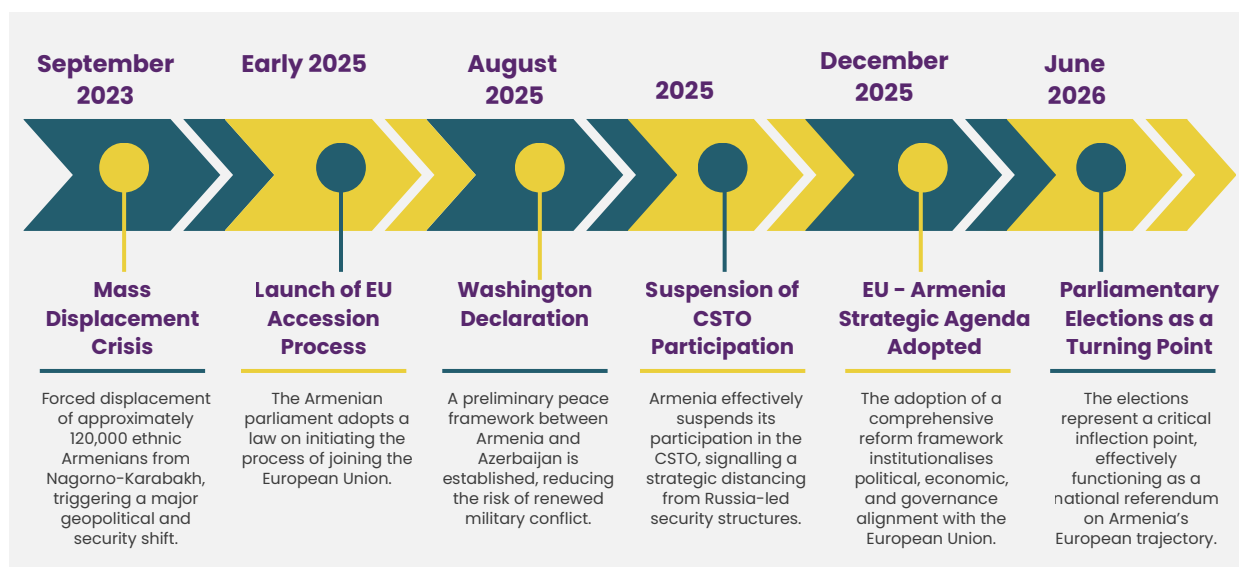 September
2023
Mass
Displacement
Crisis
Forced displacement
of approximately
120,000 ethnic
Armenians from
Nagorno-Karabakh,
triggering a major
geopolitical and
security shift.
Early 2025
Launch of EU
Accession
Process
The Armenian
parliament adopts a
law on initiating the
process of joining the
European Union.
August
2025
Washington
Declaration
A preliminary peace
framework between
Armenia and
Azerbaijan is
established, reducing
the risk of renewed
military conflict.
2025
Suspension of
CSTO
Participation
Armenia effectively
suspends its
participation in the
CSTO, signalling a
strategic distancing
from Russia-led
security structures.
December
2025
EU - Armenia
Strategic Agenda
Adopted
The adoption of a
comprehensive
reform framework
institutionalises
political, economic,
and governance
alignment with the
European Union.
June
2026
Parliamentary
Elections as a
Turning Point
The elections
represent a critical
inflection point,
effectively
functioning as a
national referendum
on Armenia’s
European trajectory.